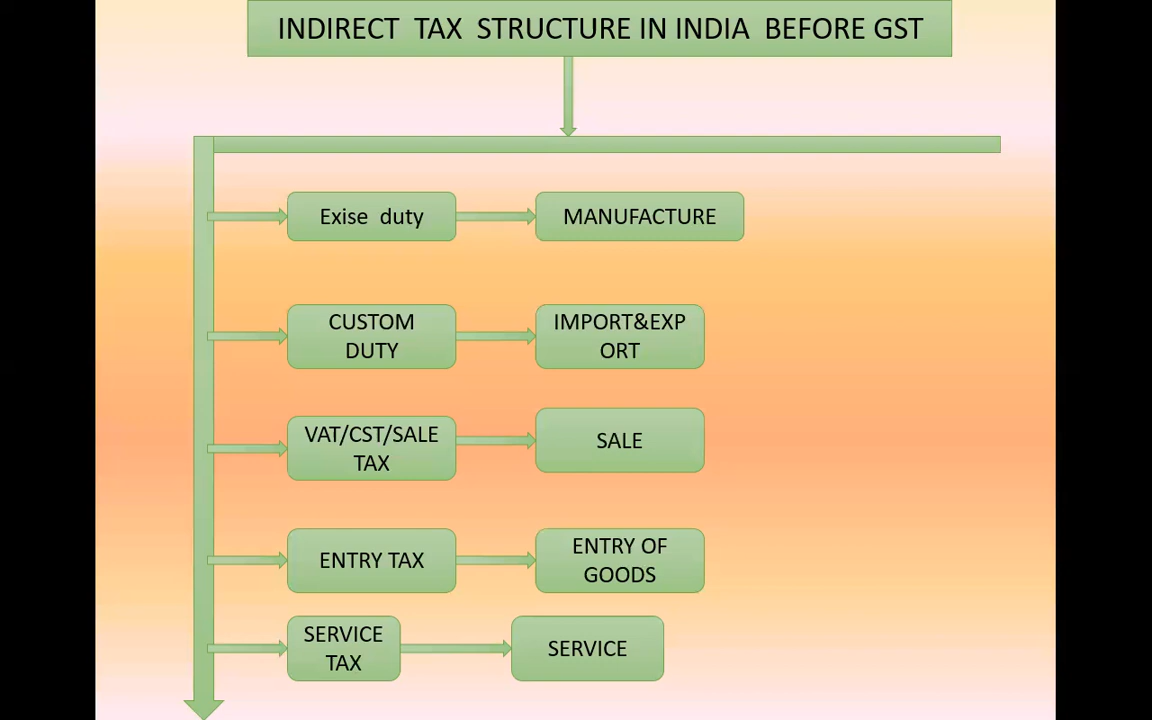 INDIRECT TAX STRUCTURE IN INDIA BEFORE GST
Exise duty
MANUFACTURE
CUSTOM
DUTY
IMPORT&EXP
ORT
VAT/CST/SALE
TAX
SALE
ENTRY TAX
ENTRY OF
GOODS
SERVICE
TAX
SERVICE